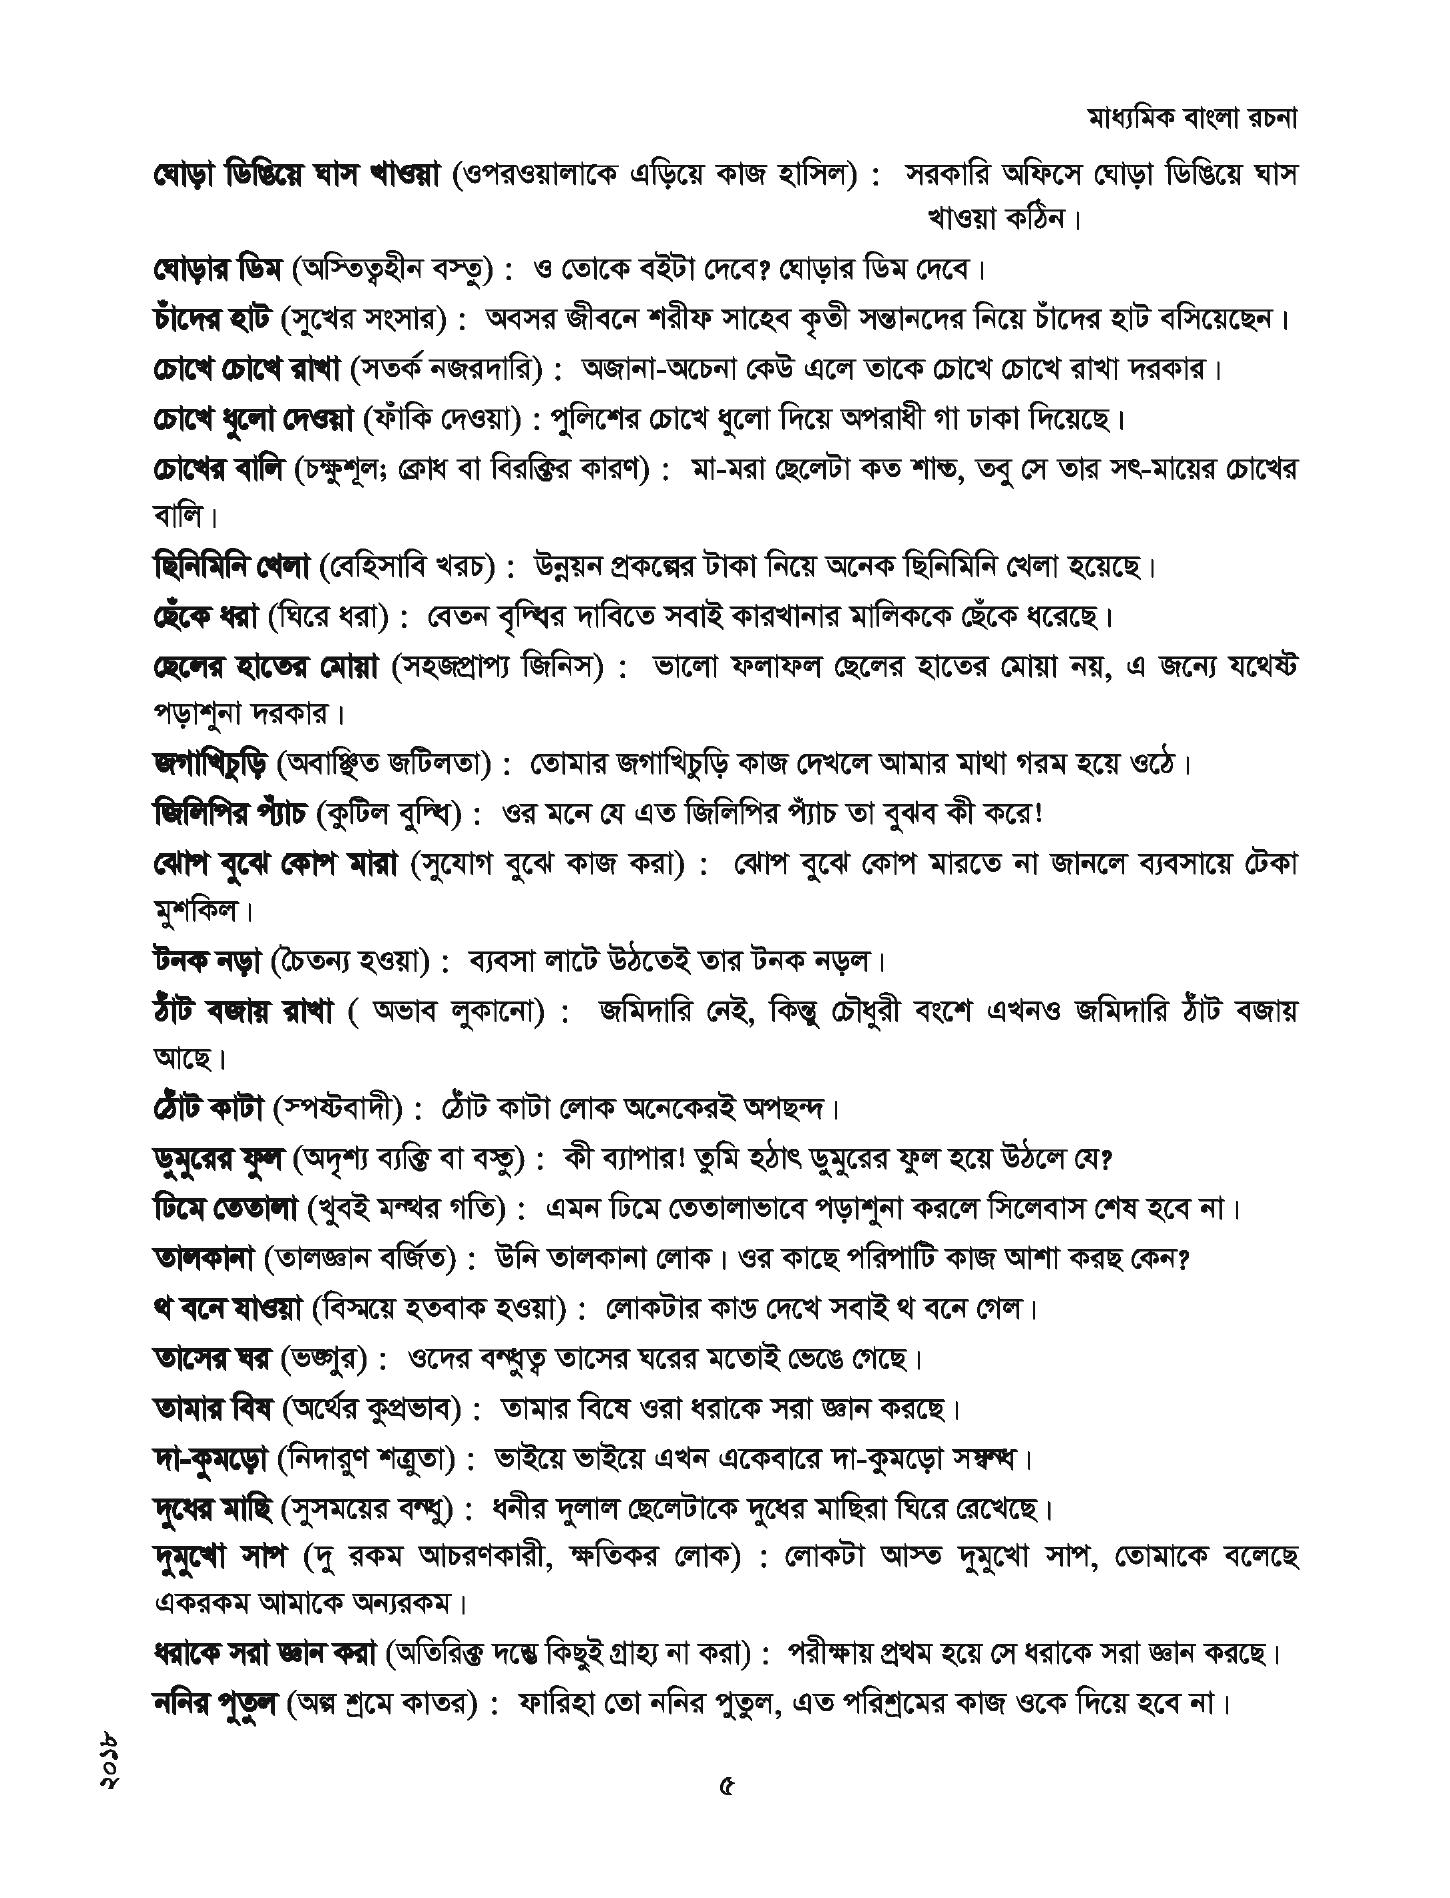 মাধ্যমিক বাংলা রচনা
ঘোড়া ডিঙিয়ে ঘাস খাওয়া (ওপরওয়ালাকে এড়িয়ে কাজ হাসিল) : সরকারি অফিসে ঘোড়া ডিঙিয়ে ঘাস
খাওয়া কঠিন।
ঘোড়ার ডিম (অস্তিত্বহীন বস্তু) : ও তোকে বইটা দেবে? ঘোড়ার ডিম দেবে।
চাঁদের হাট (সুখের সংসার) : অবসর জীবনে শরীফ সাহেব কৃতী সন্তানদের নিয়ে চাঁদের হাট বসিয়েছেন।
চোখে চোখে রাখা (সতর্ক নজরদারি) : অজানা-অচেনা কেউ এলে তাকে চোখে চোখে রাখা দরকার।
চোখে ধুলো দেওয়া (ফাঁকি দেওয়া) : পুলিশের চোখে ধুলো দিয়ে অপরাধী গা ঢাকা দিয়েছে।
চোখের বালি (চক্ষুশূল; ক্রোধ বা বিরক্তির কারণ) : মা-মরা ছেলেটা কত শান্ত, তবু সে তার সৎ-মায়ের চোখের
বালি।
ছিনিমিনি খেলা (বেহিসাবি খরচ) : উন্নয়ন প্রকল্পের টাকা নিয়ে অনেক ছিনিমিনি খেলা হয়েছে।
ছেঁকে ধরা (ঘিরে ধরা) : বেতন বৃদ্ধির দাবিতে সবাই কারখানার মালিককে ছেঁকে ধরেছে।
ছেলের হাতের মোয়া (সহজপ্রাপ্য জিনিস) : ভালো ফলাফল ছেলের হাতের মোয়া নয়, এ জন্যে যথেষ্ট
পড়াশুনা দরকার।
জগাখিচুড়ি (অবাঞ্ছিত জটিলতা) : তোমার জগাখিচুড়ি কাজ দেখলে আমার মাথা গরম হয়ে ওঠে।
জিলিপির প্যাঁচ (কুটিল বুদ্ধি) : ওর মনে যে এত জিলিপির প্যাঁচ তা বুঝব কী করে!
ঝোপ বুঝে কোপ মারা (সুযোগ বুঝে কাজ করা) : ঝোপ বুঝে কোপ মারতে না জানলে ব্যবসায়ে টেকা
মুশকিল।
টনক নড়া (চৈতন্য হওয়া) : ব্যবসা লাটে উঠতেই তার টনক নড়ল।
ঠাঁট বজায় রাখা ( অভাব লুকানো) : জমিদারি নেই, কিন্তু চৌধুরী বংশে এখনও জমিদারি ঠাঁট বজায়
আছে।
ঠোঁট কাটা (স্পষ্টবাদী) : ঠোঁট কাটা লোক অনেকেরই অপছন্দ।
ডুমুরের ফুল (অদৃশ্য ব্যক্তি বা বস্তু) : কী ব্যাপার! তুমি হঠাৎ ডুমুরের ফুল হয়ে উঠলে যে?
ঢিমে তেতালা (খুবই মন্থর গতি) : এমন ঢিমে তেতালাভাবে পড়াশুনা করলে সিলেবাস শেষ হবে না।
তালকানা (তালজ্ঞান বর্জিত) : উনি তালকানা লোক। ওর কাছে পরিপাটি কাজ আশা করছ কেন?
থ বনে যাওয়া (বিস্ময়ে হতবাক হওয়া) : লোকটার কাণ্ড দেখে সবাই থ বনে গেল।
তাসের ঘর (ভঙ্গুর) : ওদের বন্ধুত্ব তাসের ঘরের মতোই ভেঙে গেছে।
তামার বিষ (অর্থের কুপ্রভাব) : তামার বিষে ওরা ধরাকে সরা জ্ঞান করছে।
দা-কুমড়ো (নিদারুণ শত্রুতা) : ভাইয়ে ভাইয়ে এখন একেবারে দা-কুমড়ো সম্বন্ধ।
দুধের মাছি (সুসময়ের বন্ধু) : ধনীর দুলাল ছেলেটাকে দুধের মাছিরা ঘিরে রেখেছে।
দুমুখো সাপ (দু রকম আচরণকারী, ক্ষতিকর লোক) : লোকটা আস্ত দুমুখো সাপ, তোমাকে বলেছে
একরকম আমাকে অন্যরকম।
ধরাকে সরা জ্ঞান করা (অতিরিক্ত দম্ভে কিছুই গ্রাহ্য না করা) : পরীক্ষায় প্রথম হয়ে সে ধরাকে সরা জ্ঞান করছে।
ননির পুতুল (অল্প শ্রমে কাতর) : ফারিহা তো ননির পুতুল, এত পরিশ্রমের কাজ ওকে দিয়ে হবে না।
২০১৮
৫